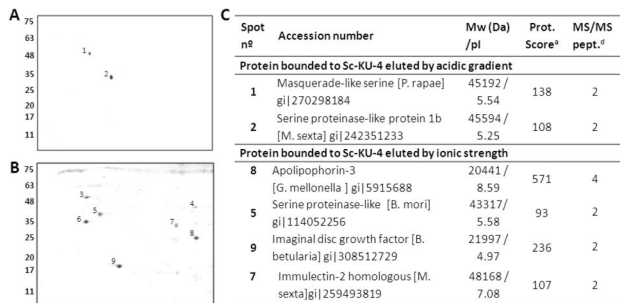 A
75
63
48
35
25
20
17
11
1
2
B
75
63
48
35
25
20
17
11
3
4
5
6
7
8
9
C
Spot nº Accession number Mw (Da) /pI Prot. Scoreᵃ MS/MS pept.ᵈ
Protein bounded to Sc-KU-4 eluted by acidic gradient
1 Masquerade-like serine [P. rapae] 45192 / 138 2
gi|270298184 5.54
2 Serine proteinase-like protein 1b 45594 / 108 2
[M. sexta] gi|242351233 5.25
Protein bounded to Sc-KU-4 eluted by ionic strength
8 Apolipophorin-3 20441 / 571 4
[G. mellonella ] gi|5915688 8.59
5 Serine proteinase-like [B. mori] 43317/ 93 2
gi|114052256 5.58
9 Imaginal disc growth factor [B. 21997 / 236 2
betularia] gi|308512729 4.97
7 Immulectin-2 homologous [M. 48168 / 107 2
sexta]gi|259493819 7.08